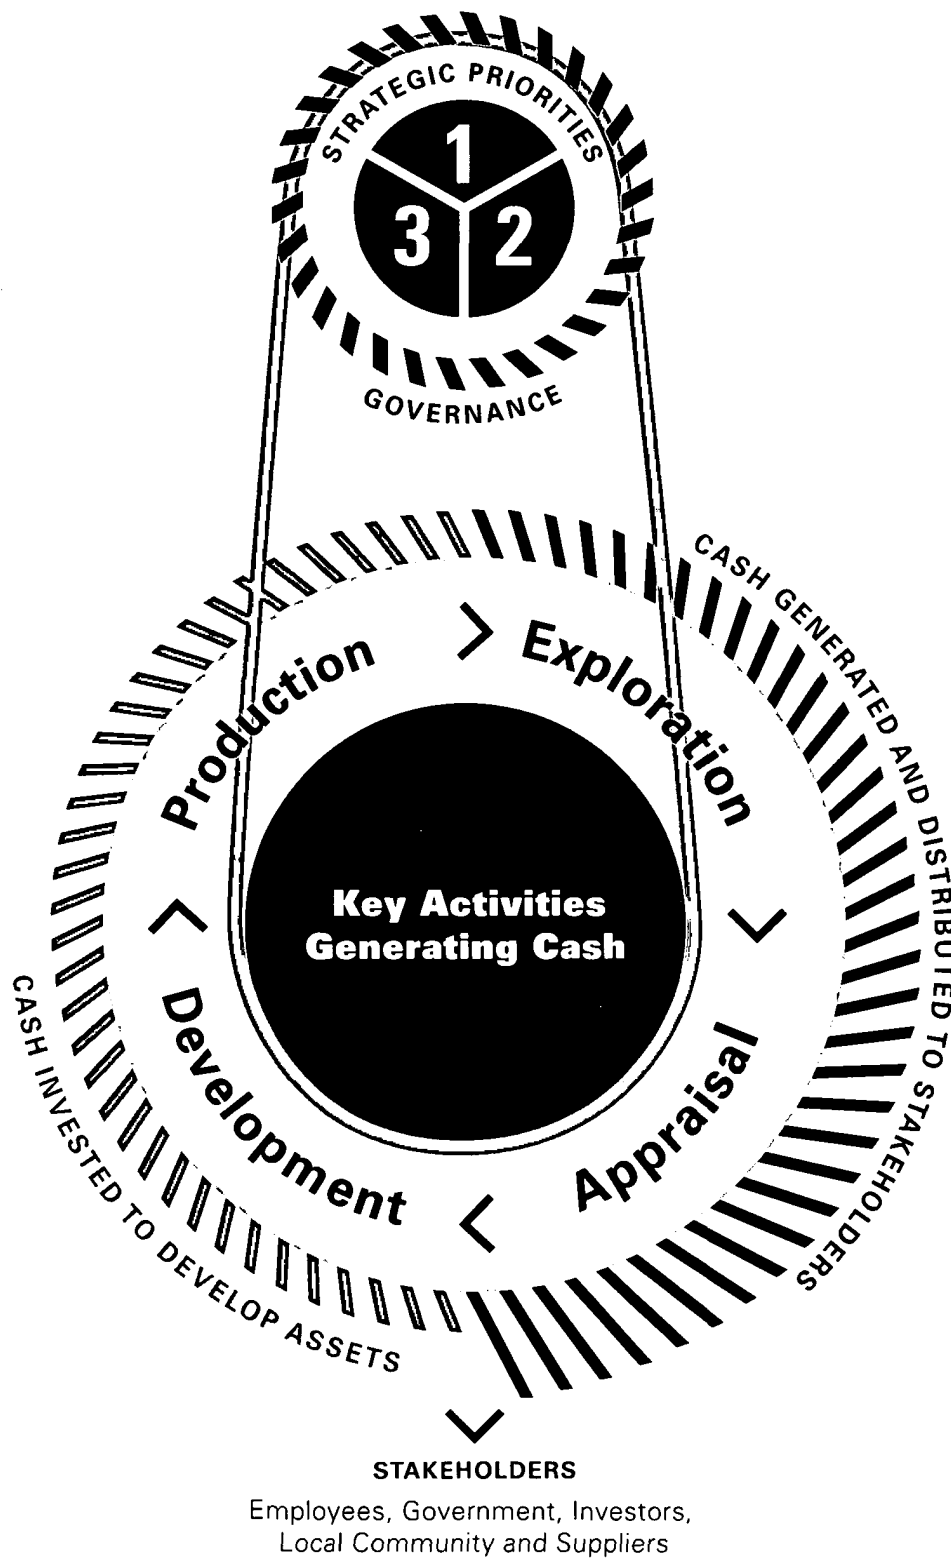 STRATEGIC PRIORITIES
1
3 2
GOVERNANCE
CASH GENERATED AND DISTRIBUTED TO STAKEHOLDERS
Production
Exploration
Key Activities
Generating Cash
Development
Appraisal
CASH INVESTED TO DEVELOP ASSETS
STAKEHOLDERS
Employees, Government, Investors,
Local Community and Suppliers